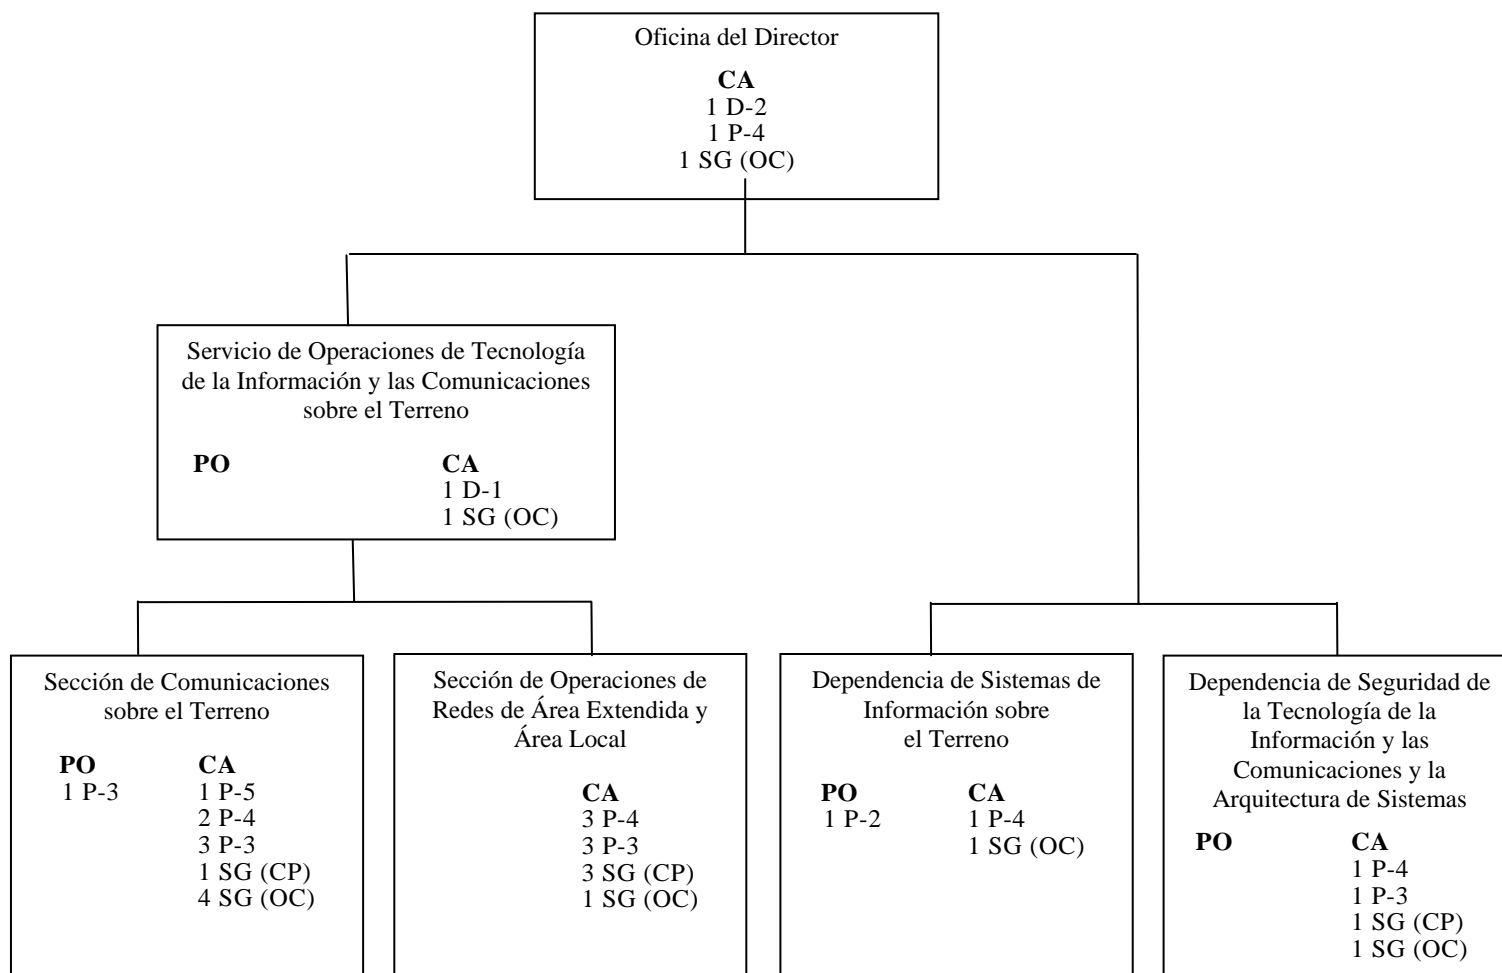 Oficina del Director
CA
1 D-2
1 P-4
1 SG (OC)
Servicio de Operaciones de Tecnología
de la Información y las Comunicaciones
sobre el Terreno
PO CA
1 D-1
1 SG (OC)
Sección de Comunicaciones
sobre el Terreno
PO CA
1 P-3 1 P-5
2 P-4
3 P-3
1 SG (CP)
4 SG (OC)
Sección de Operaciones de
Redes de Área Extendida y
Área Local
CA
3 P-4
3 P-3
3 SG (CP)
1 SG (OC)
Dependencia de Sistemas de
Información sobre
el Terreno
PO CA
1 P-2 1 P-4
1 SG (OC)
Dependencia de Seguridad de
la Tecnología de la
Información y las
Comunicaciones y la
Arquitectura de Sistemas
PO CA
1 P-4
1 P-3
1 SG (CP)
1 SG (OC)